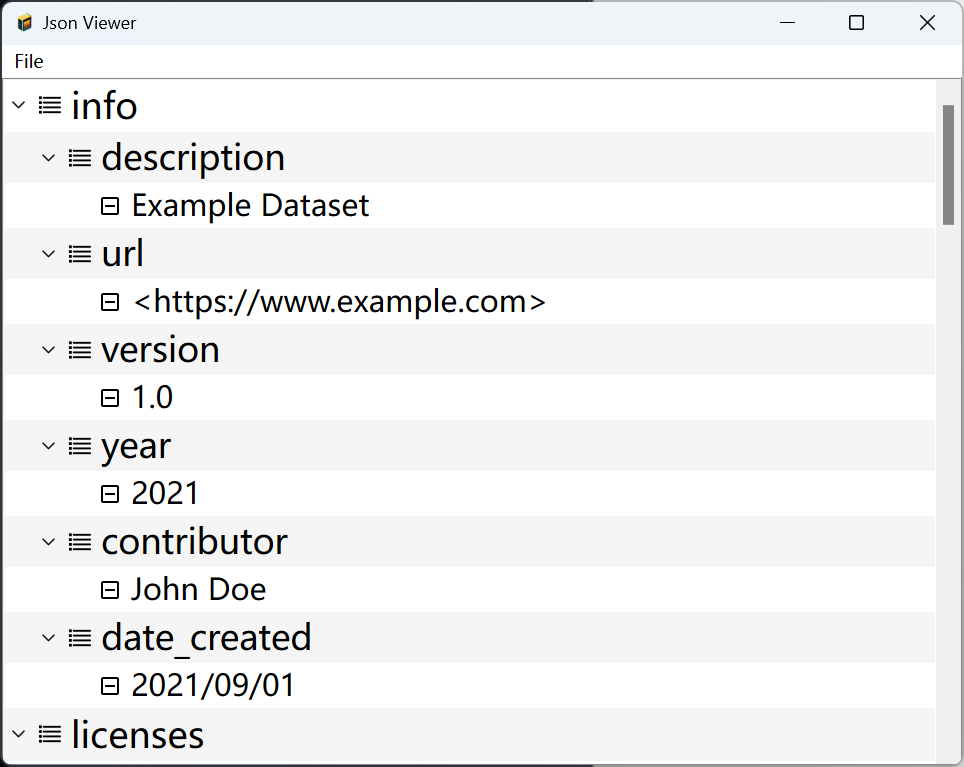 Json Viewer
File
info
description
Example Dataset
url
<https://www.example.com>
version
1.0
year
2021
contributor
John Doe
date_created
2021/09/01
licenses